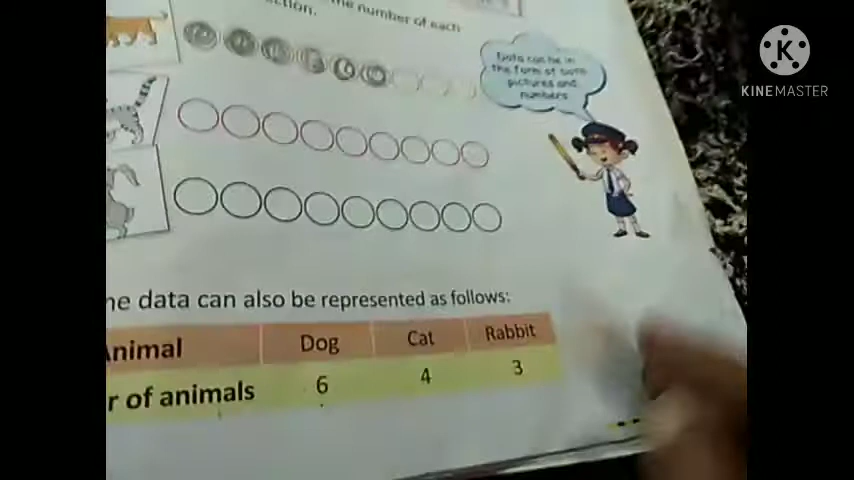 ction.
he number of each
Data can be in
the form of both
pictures and
numbers
he data can also be represented as follows:
Animal Dog Cat Rabbit
r of animals 6 4 3
K
KINEMASTER